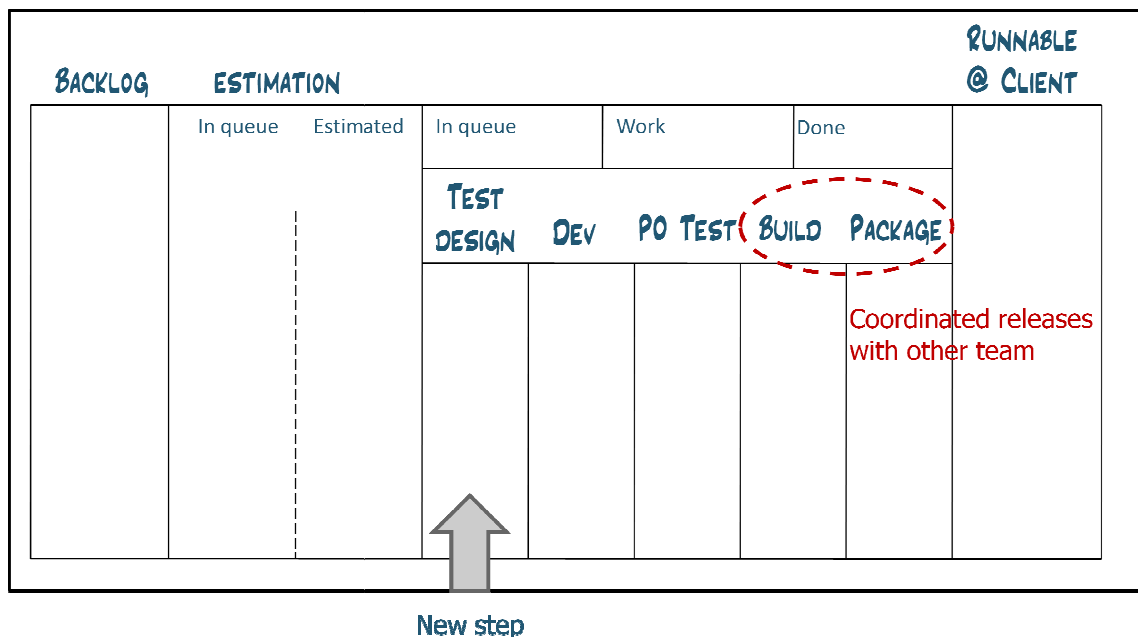 RUNNABLE
@ CLIENT
BACKLOG
ESTIMATION
In queue
Estimated
In queue
Work
Done
TEST
DESIGN
DEV
PO TEST
BUILD
PACKAGE
Coordinated releases
with other team
New step